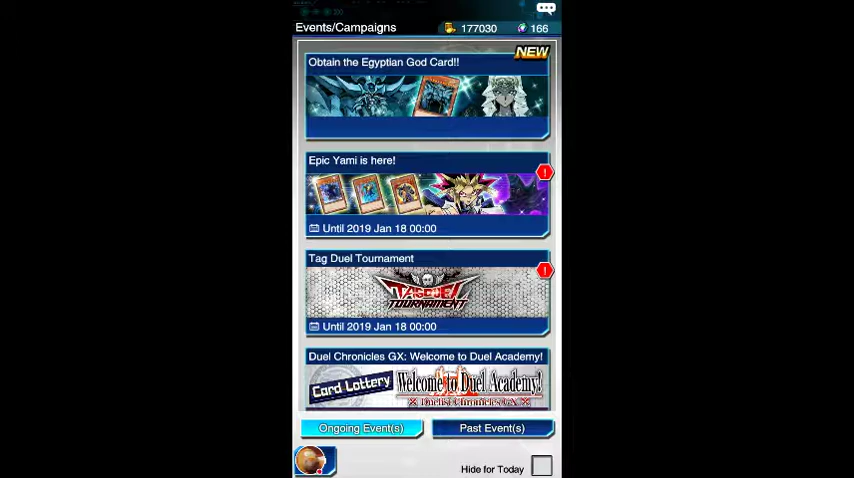 Events/Campaigns
177030
166
NEW
Obtain the Egyptian God Card!!
Epic Yami is here!
Until 2019 Jan 18 00:00
Tag Duel Tournament
TAG DUEL
TOURNAMENT
Until 2019 Jan 18 00:00
Duel Chronicles GX: Welcome to Duel Academy!
Card Lottery
Welcome to Duel Academy!
Duelist Chronicles GX
Ongoing Event(s)
Past Event(s)
Hide for Today